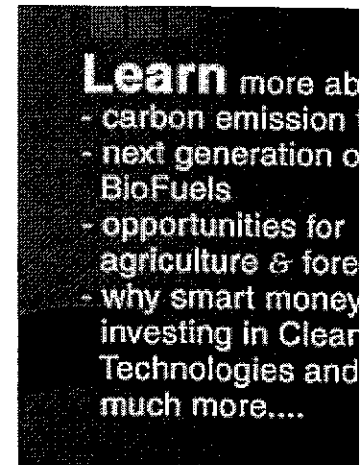 Learn more ab
- carbon emission
- next generation o
BioFuels
- opportunities for
agriculture & fore
- why smart money
investing in Clear
Technologies and
much more....